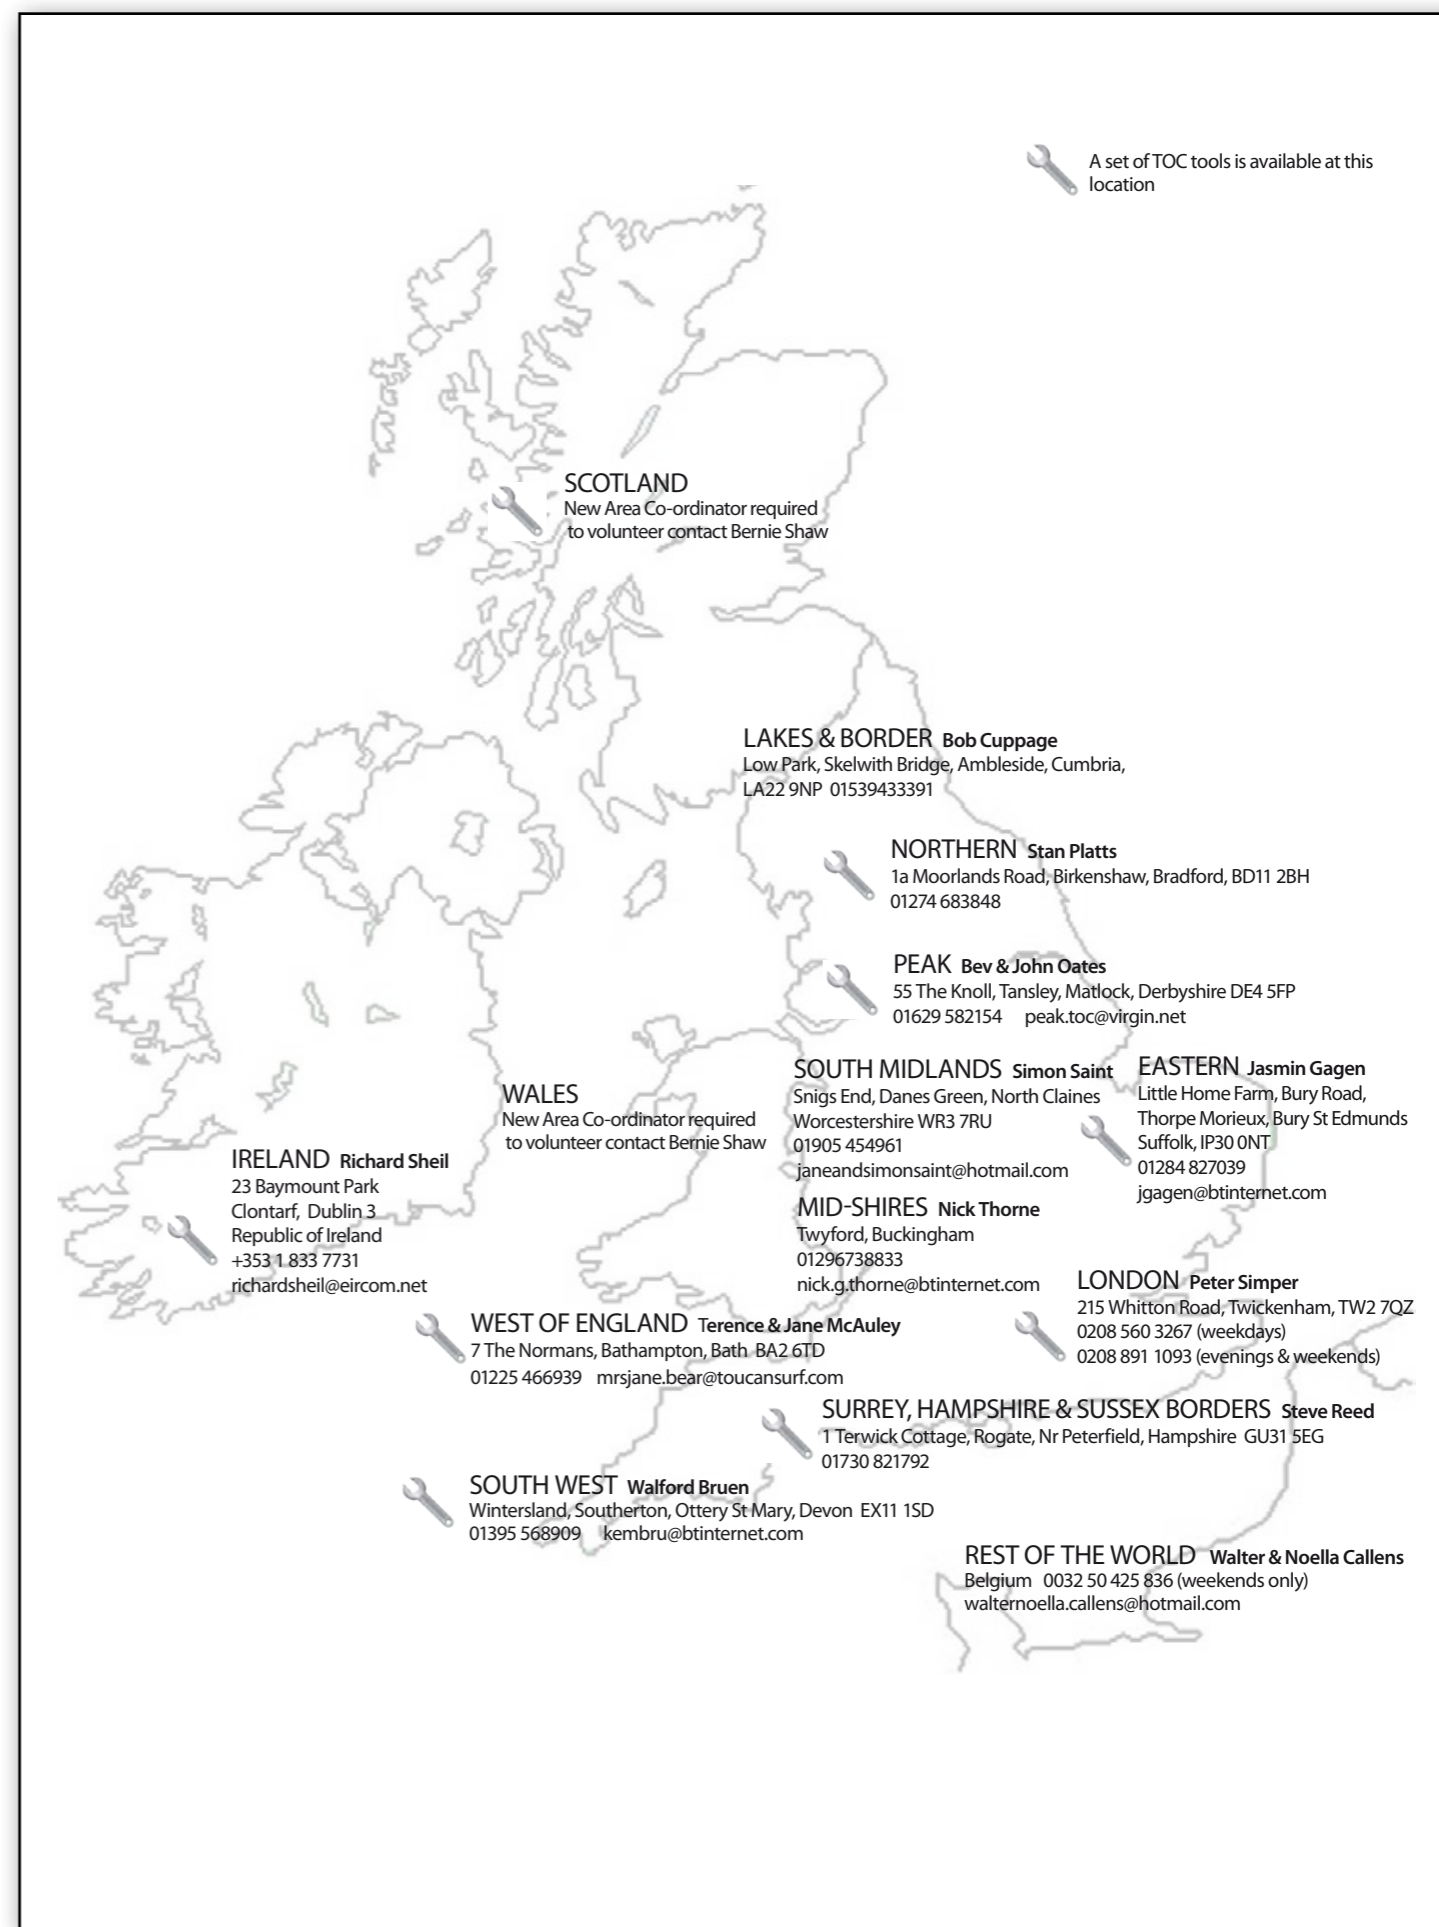 A set of TOC tools is available at this
location
SCOTLAND
New Area Co-ordinator required
to volunteer contact Bernie Shaw
LAKES & BORDER Bob Cuppage
Low Park, Skelwith Bridge, Ambleside, Cumbria,
LA22 9NP 01539433391
NORTHERN Stan Platts
1a Moorlands Road, Birkenshaw, Bradford, BD11 2BH
01274 683848
PEAK Bev & John Oates
55 The Knoll, Tansley, Matlock, Derbyshire DE4 5FP
01629 582154 peak.toc@virgin.net
SOUTH MIDLANDS Simon Saint
Snigs End, Danes Green, North Claines
Worcestershire WR3 7RU
01905 454961
janeandsimonsaint@hotmail.com
EASTERN Jasmin Gagen
Little Home Farm, Bury Road,
Thorpe Morieux, Bury St Edmunds
Suffolk, IP30 0NT
01284 827039
jgagen@btinternet.com
WALES
New Area Co-ordinator required
to volunteer contact Bernie Shaw
IRELAND Richard Sheil
23 Baymount Park
Clontarf, Dublin 3
Republic of Ireland
+353 1 833 7731
richardsheil@eircom.net
MID-SHIRES Nick Thorne
Twyford, Buckingham
01296738833
nick.g.thorne@btinternet.com
LONDON Peter Simper
215 Whitton Road, Twickenham, TW2 7QZ
0208 560 3267 (weekdays)
0208 891 1093 (evenings & weekends)
WEST OF ENGLAND Terence & Jane McAuley
7 The Normans, Bathampton, Bath BA2 6TD
01225 466939 mrsjane.bear@toucansurf.com
SURREY, HAMPSHIRE & SUSSEX BORDERS Steve Reed
1 Terwick Cottage, Rogate, Nr Peterfield, Hampshire GU31 5EG
01730 821792
SOUTH WEST Walford Bruen
Wintersland, Southerton, Ottery St Mary, Devon EX11 1SD
01395 568909 kembru@btinternet.com
REST OF THE WORLD Walter & Noella Callens
Belgium 0032 50 425 836 (weekends only)
walternoella.callens@hotmail.com